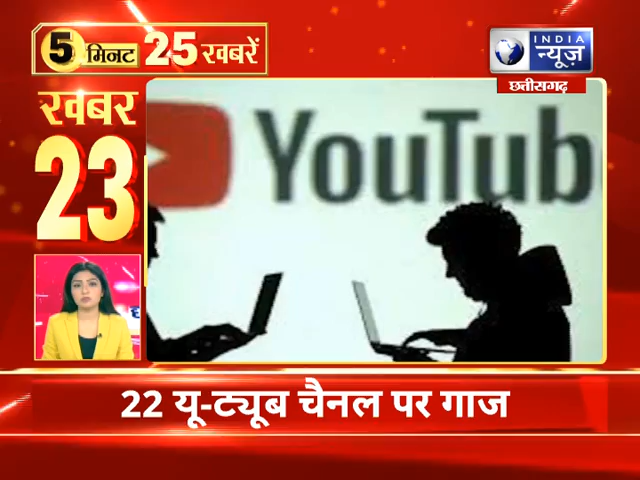 5 मिनट 25 खबरें
INDIA
न्यूज़
छत्तीसगढ़
खबर
23
YouTub
22 यू-ट्यूब चैनल पर गाज